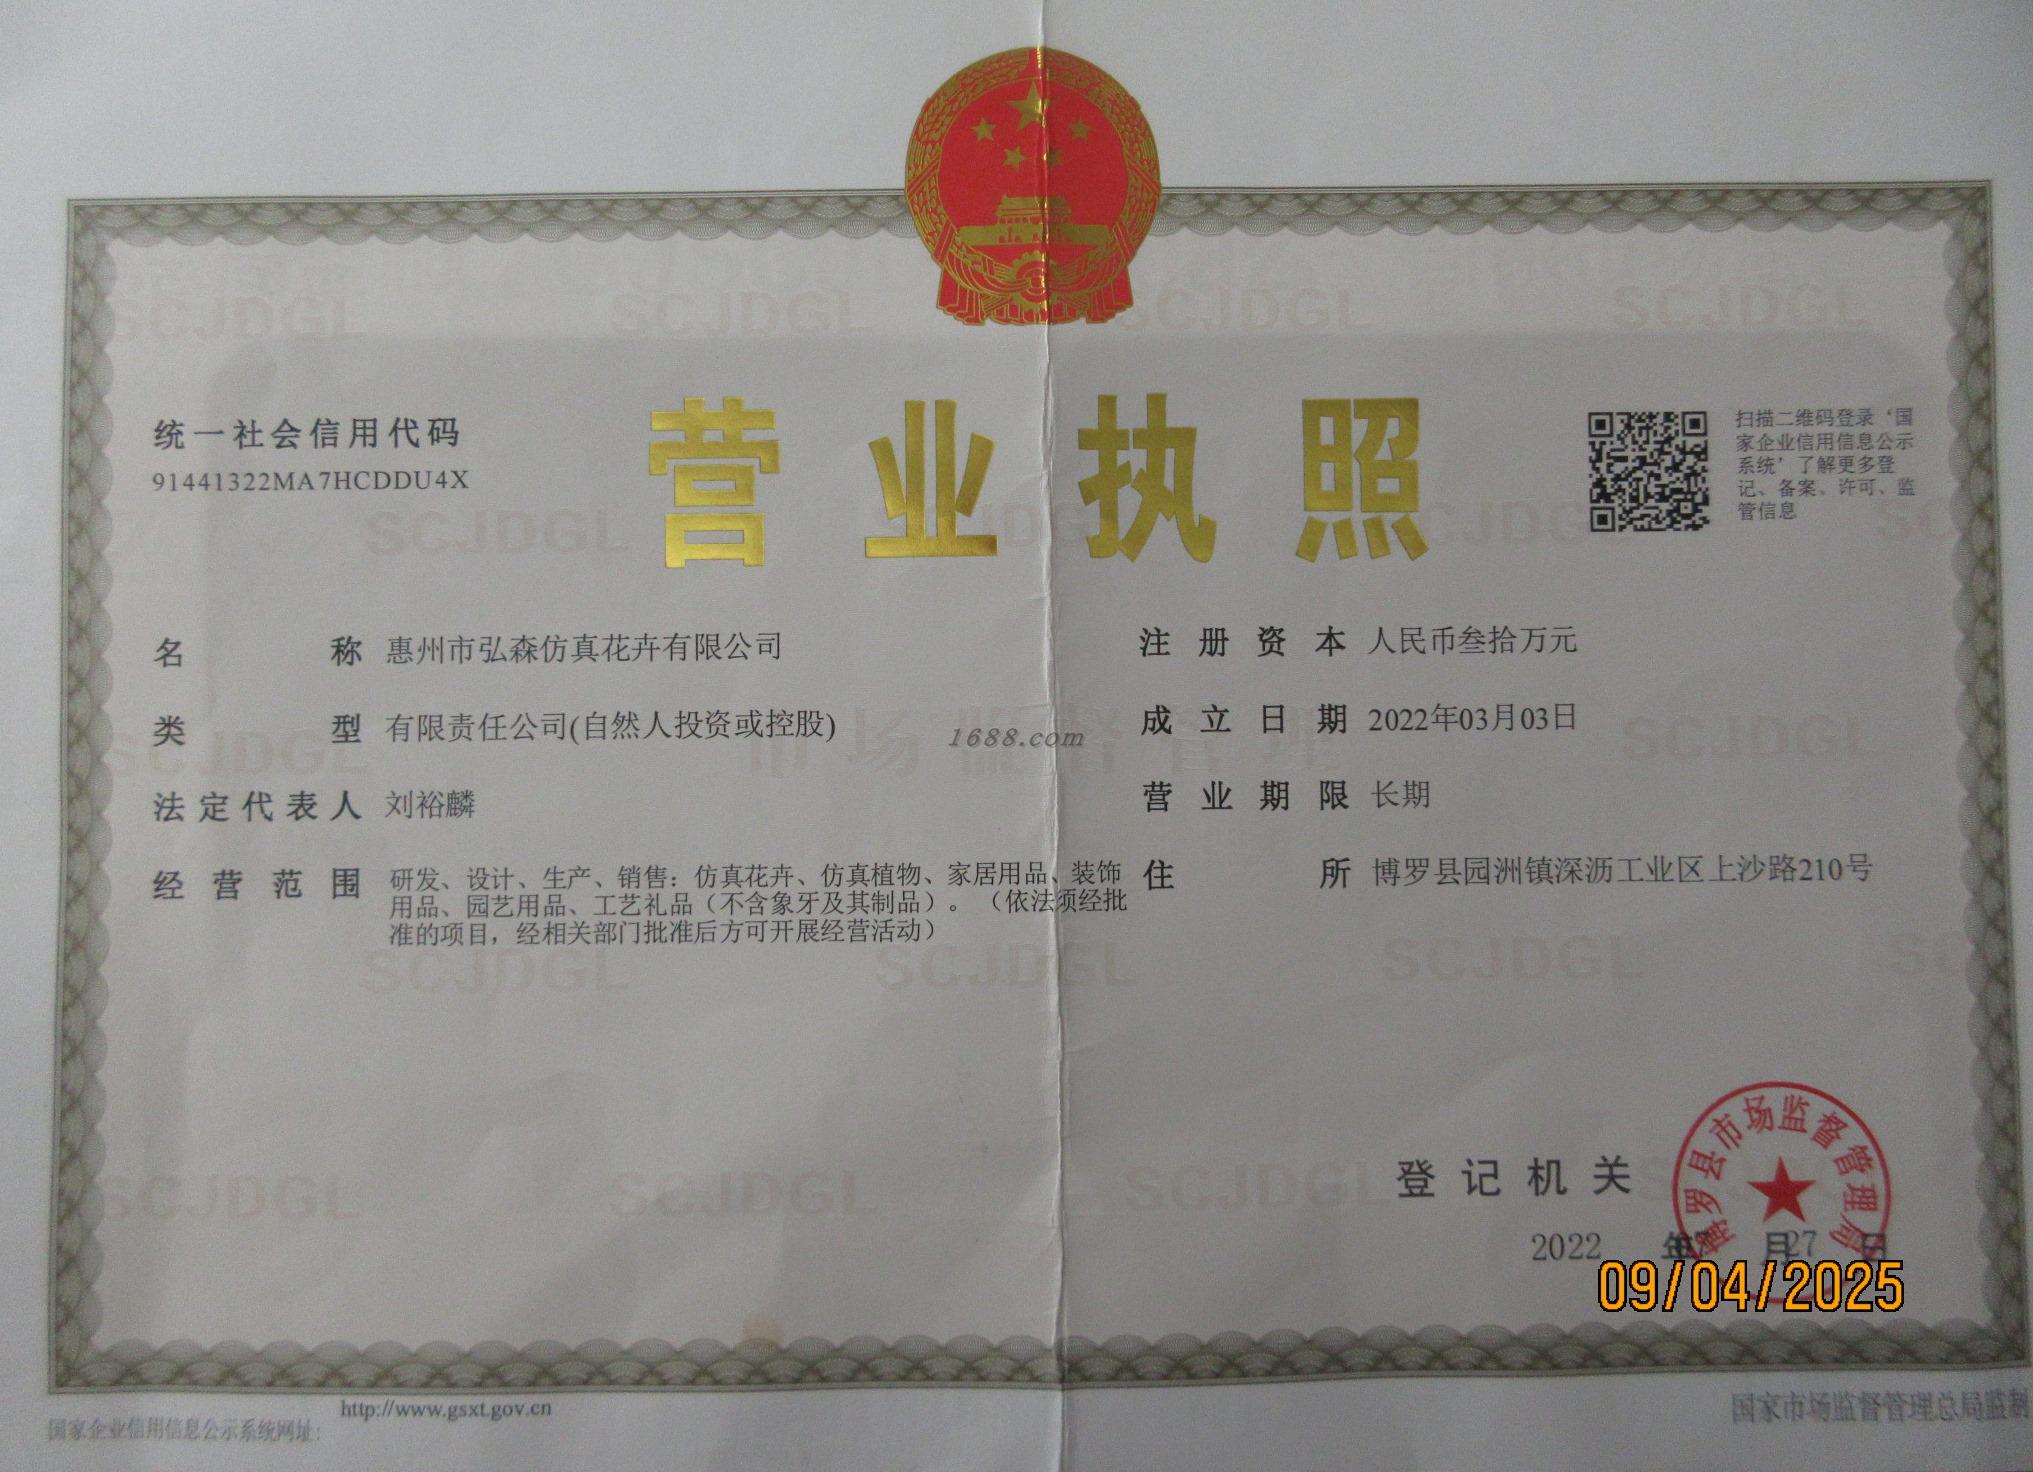 营业执照
统一社会信用代码
91441322MA7HCDDU4X
扫描二维码登录‘国
家企业信用信息公示
系统’了解更多登
记、备案、许可、监
管信息
名称 惠州市弘森仿真花卉有限公司
类型 有限责任公司(自然人投资或控股)
法定代表人 刘裕麟
经营范围 研发、设计、生产、销售：仿真花卉、仿真植物、家居用品、装饰
用品、园艺用品、工艺礼品（不含象牙及其制品）。（依法须经批
准的项目，经相关部门批准后方可开展经营活动）
注册资本 人民币叁拾万元
成立日期 2022年03月03日
营业期限 长期
住所 博罗县园洲镇深沥工业区上沙路210号
1688.com
SCJDGL
市场监督管理
登记机关
博罗县市场监督管理局
2022 年 月 27 日
09/04/2025
国家企业信用信息公示系统网址: http://www.gsxt.gov.cn
国家市场监督管理总局监制